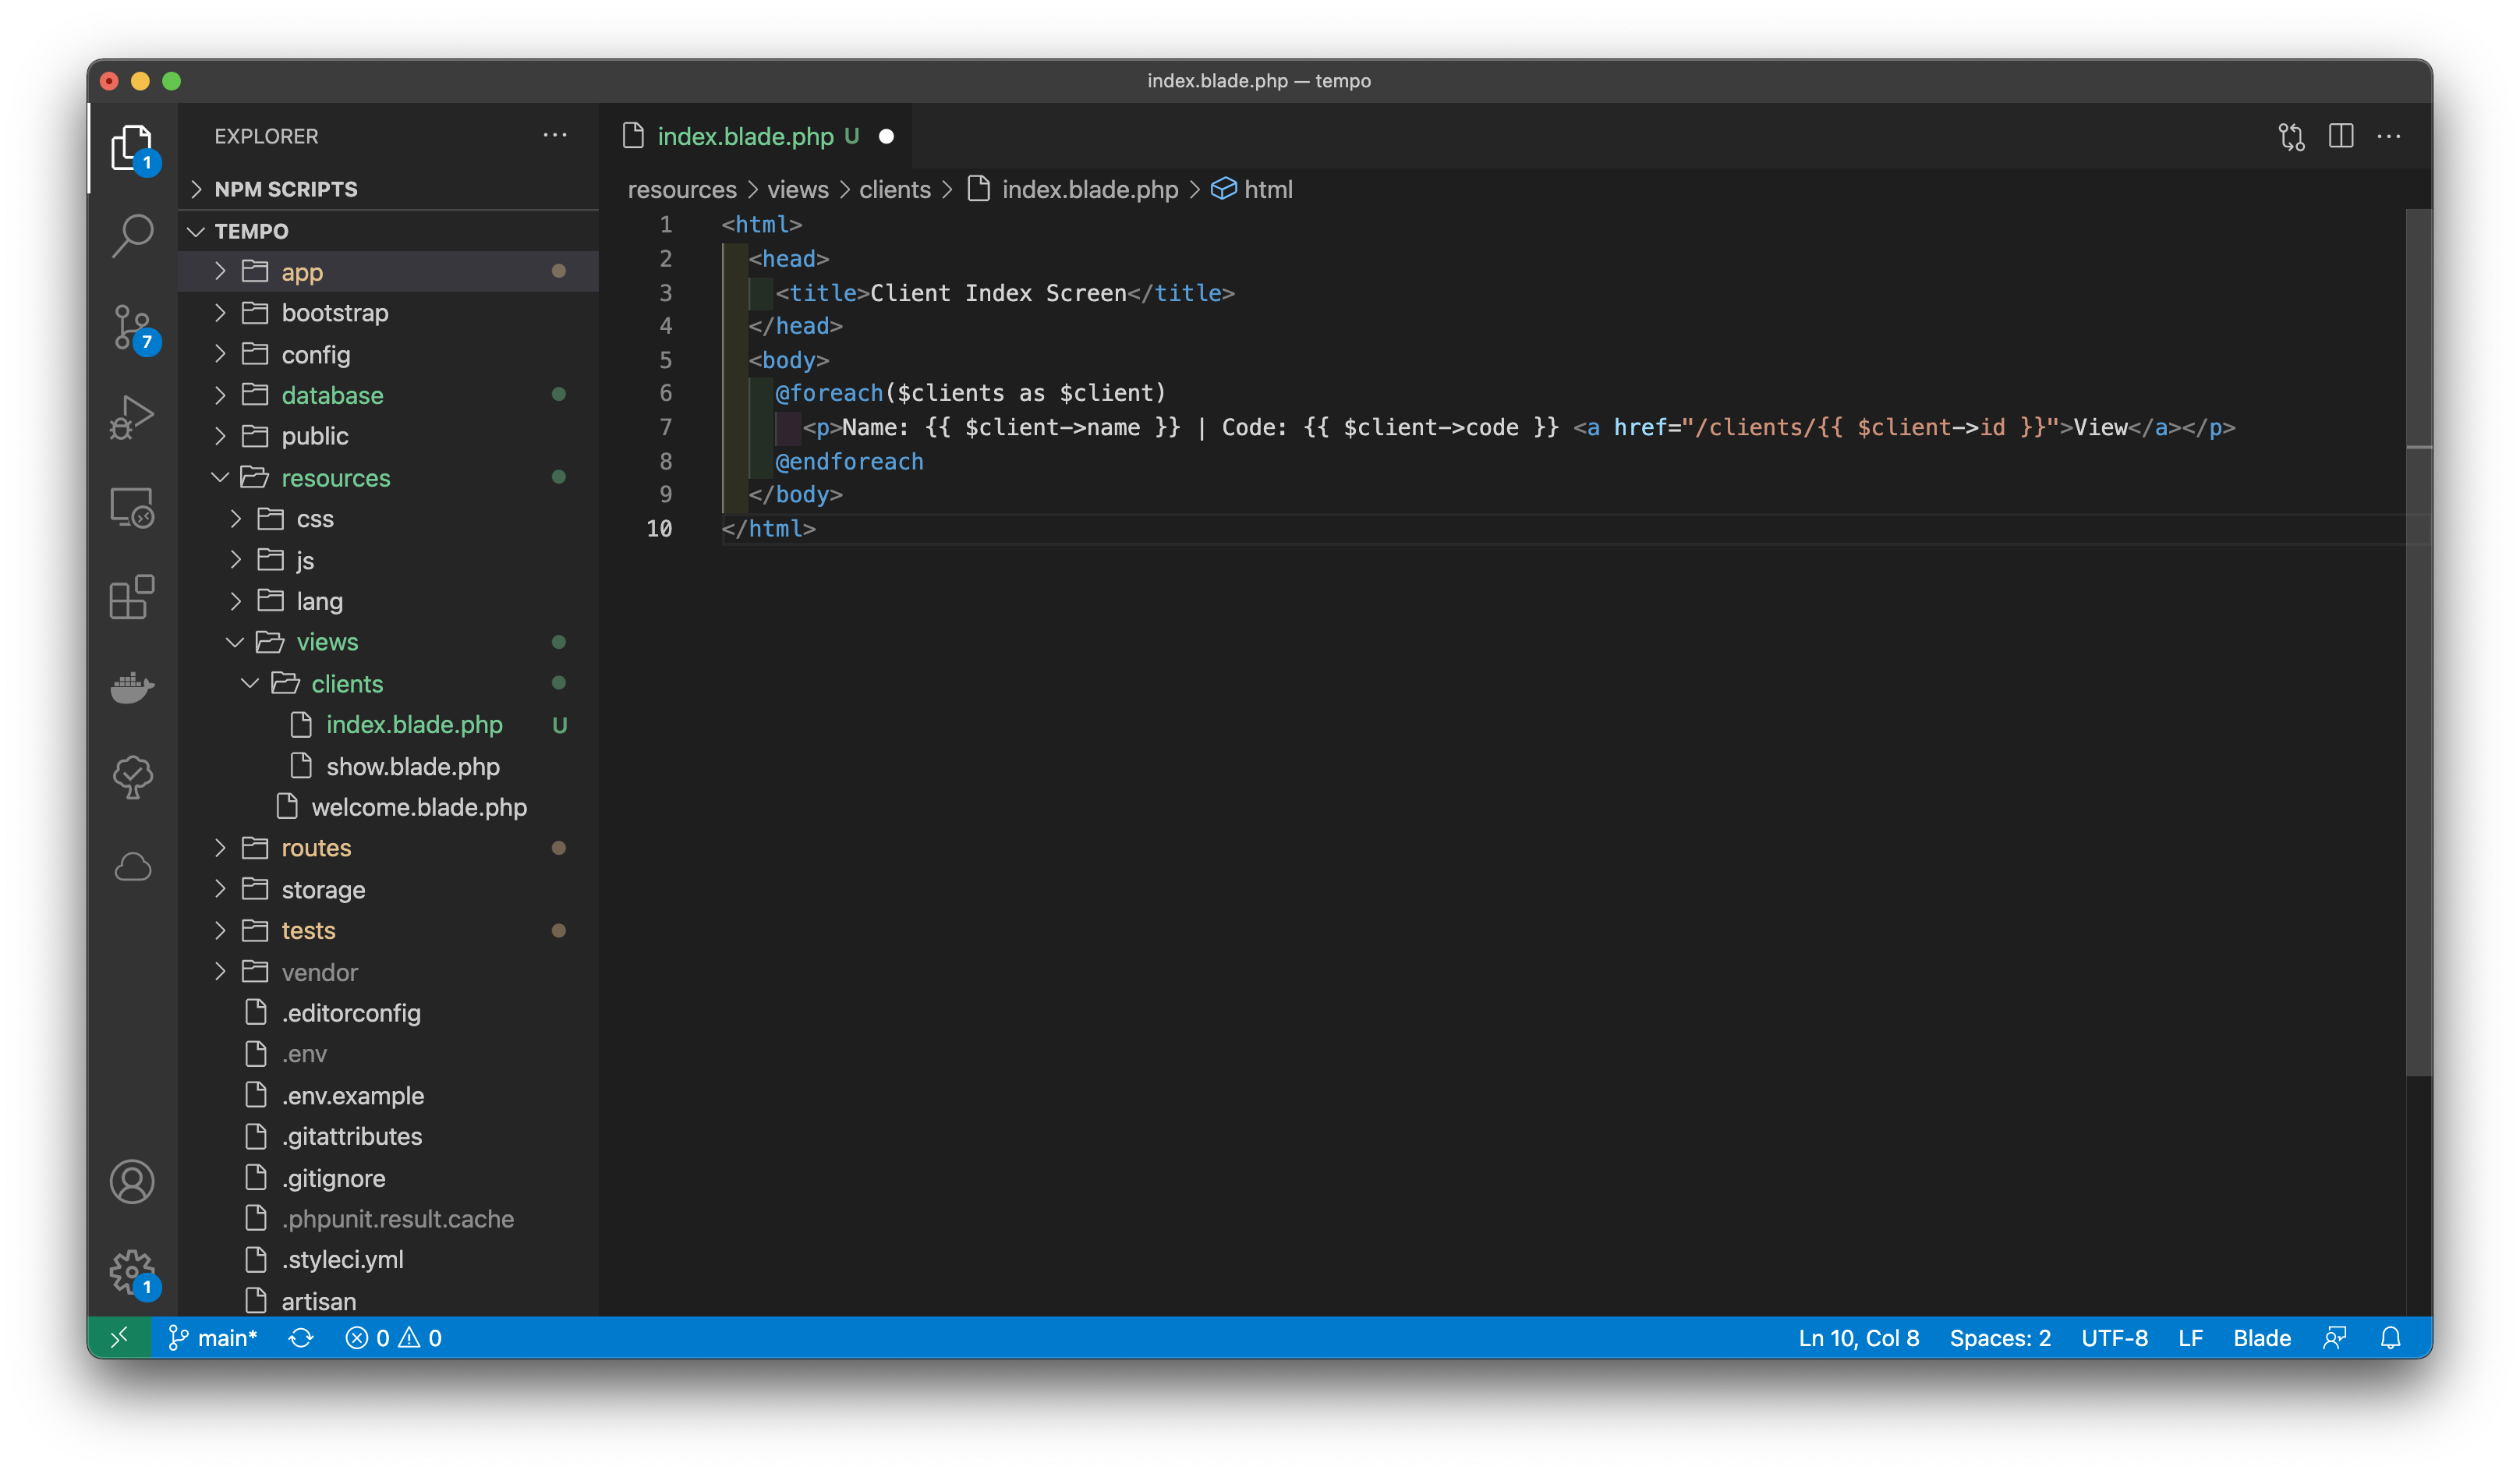 index.blade.php — tempo
EXPLORER
NPM SCRIPTS
TEMPO
app
bootstrap
config
database
public
resources
css
js
lang
views
clients
index.blade.php U
show.blade.php
welcome.blade.php
routes
storage
tests
vendor
.editorconfig
.env
.env.example
.gitattributes
.gitignore
.phpunit.result.cache
.styleci.yml
artisan
1
7
1
index.blade.php U
resources > views > clients > index.blade.php > html
1 <html>
2 <head>
3 <title>Client Index Screen</title>
4 </head>
5 <body>
6 @foreach($clients as $client)
7 <p>Name: {{ $client->name }} | Code: {{ $client->code }} <a href="/clients/{{ $client->id }}">View</a></p>
8 @endforeach
9 </body>
10 </html>
main* 0 0 Ln 10, Col 8 Spaces: 2 UTF-8 LF Blade